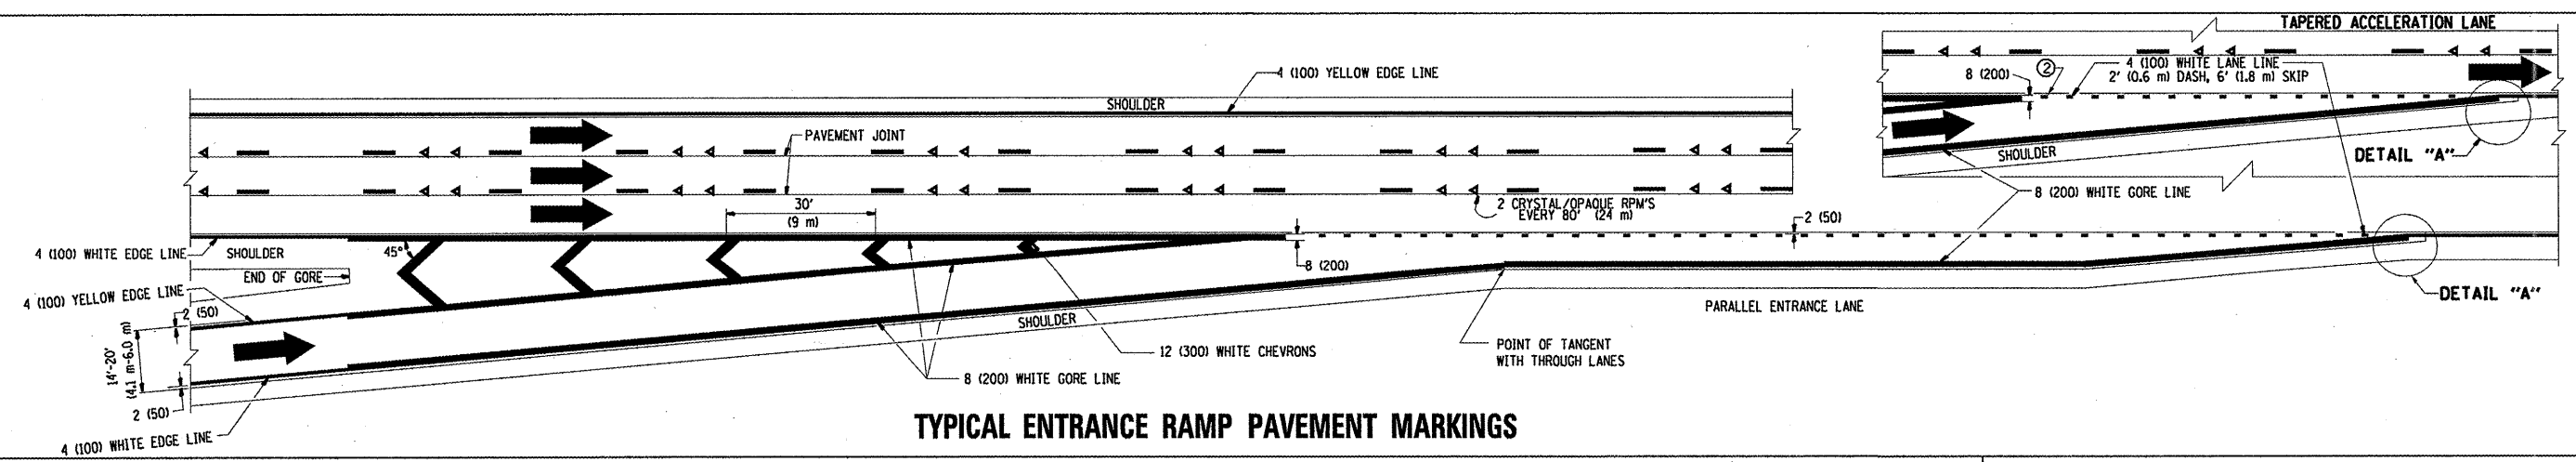 TAPERED ACCELERATION LANE
4 (100) YELLOW EDGE LINE
8 (200)
2
4 (100) WHITE LANE LINE
2' (0.6 m) DASH, 6' (1.8 m) SKIP
SHOULDER
PAVEMENT JOINT
SHOULDER
DETAIL "A"
8 (200) WHITE GORE LINE
30'
(9 m)
2 CRYSTAL/OPAQUE RPM'S
EVERY 80' (24 m)
2 (50)
4 (100) WHITE EDGE LINE
SHOULDER
45°
8 (200)
END OF GORE
4 (100) YELLOW EDGE LINE
2 (50)
DETAIL "A"
PARALLEL ENTRANCE LANE
SHOULDER
14'-20'
(4.1 m-6.0 m)
12 (300) WHITE CHEVRONS
POINT OF TANGENT
WITH THROUGH LANES
8 (200) WHITE GORE LINE
2 (50)
4 (100) WHITE EDGE LINE
TYPICAL ENTRANCE RAMP PAVEMENT MARKINGS